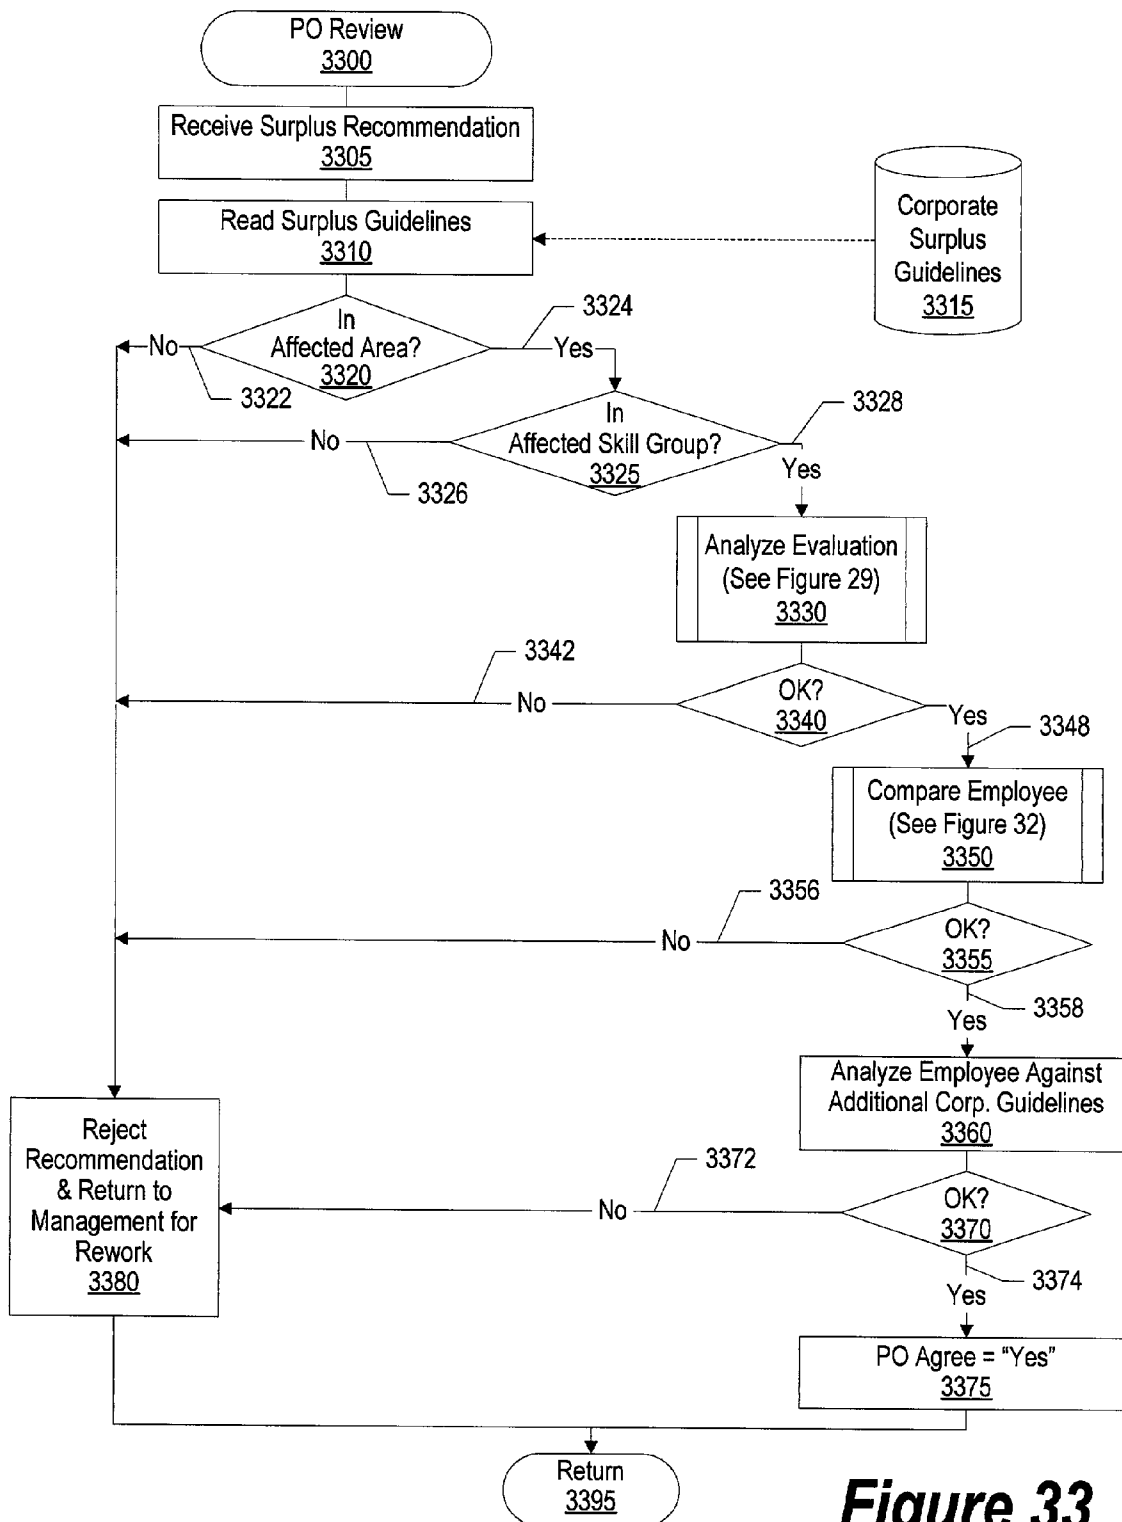 PO Review
3300
Receive Surplus Recommendation
3305
Read Surplus Guidelines
3310
Corporate
Surplus
Guidelines
3315
In
Affected Area?
3320
No
3322
3324
Yes
In
Affected Skill Group?
3325
No
3326
3328
Yes
Analyze Evaluation
(See Figure 29)
3330
OK?
3340
No
3342
Yes
3348
Compare Employee
(See Figure 32)
3350
OK?
3355
No
3356
3358
Yes
Analyze Employee Against
Additional Corp. Guidelines
3360
OK?
3370
No
3372
3374
Yes
Reject
Recommendation
& Return to
Management for
Rework
3380
PO Agree = “Yes”
3375
Return
3395
Figure 33